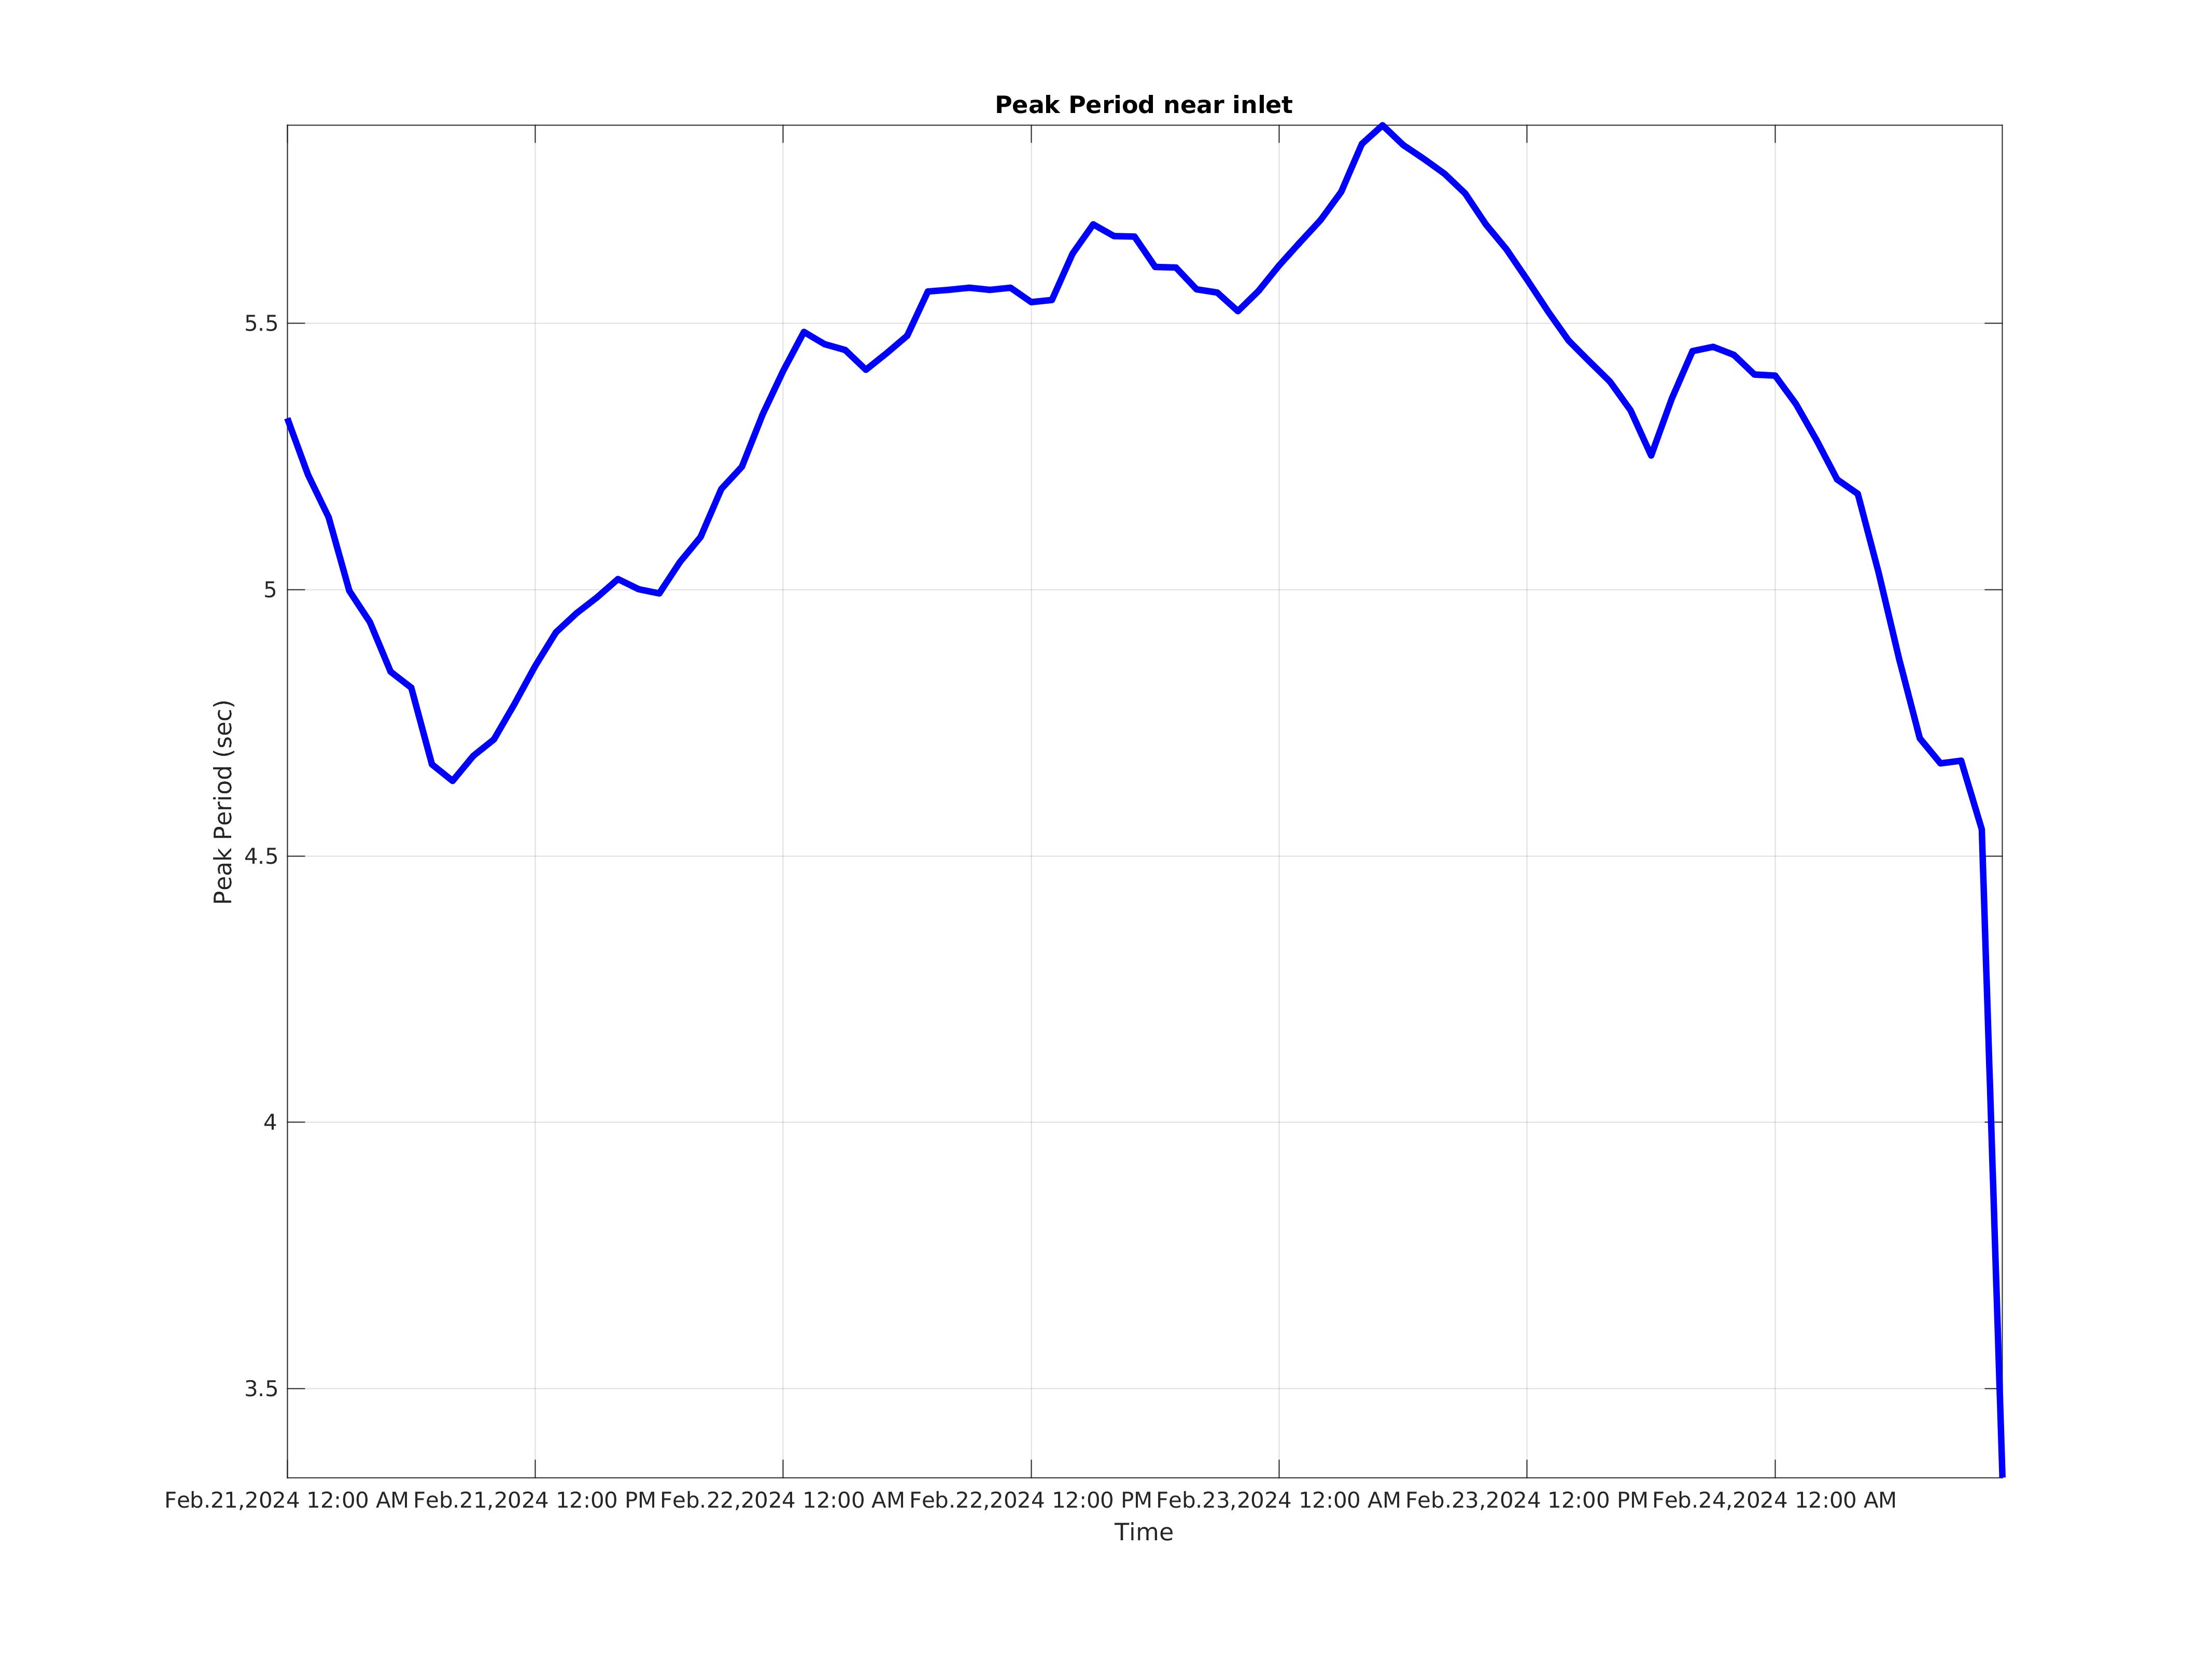 Peak Period near inlet
Peak Period (sec)
5.5
5
4.5
4
3.5
Feb.21,2024 12:00 AM Feb.21,2024 12:00 PM Feb.22,2024 12:00 AM Feb.22,2024 12:00 PM Feb.23,2024 12:00 AM Feb.23,2024 12:00 PM Feb.24,2024 12:00 AM
Time